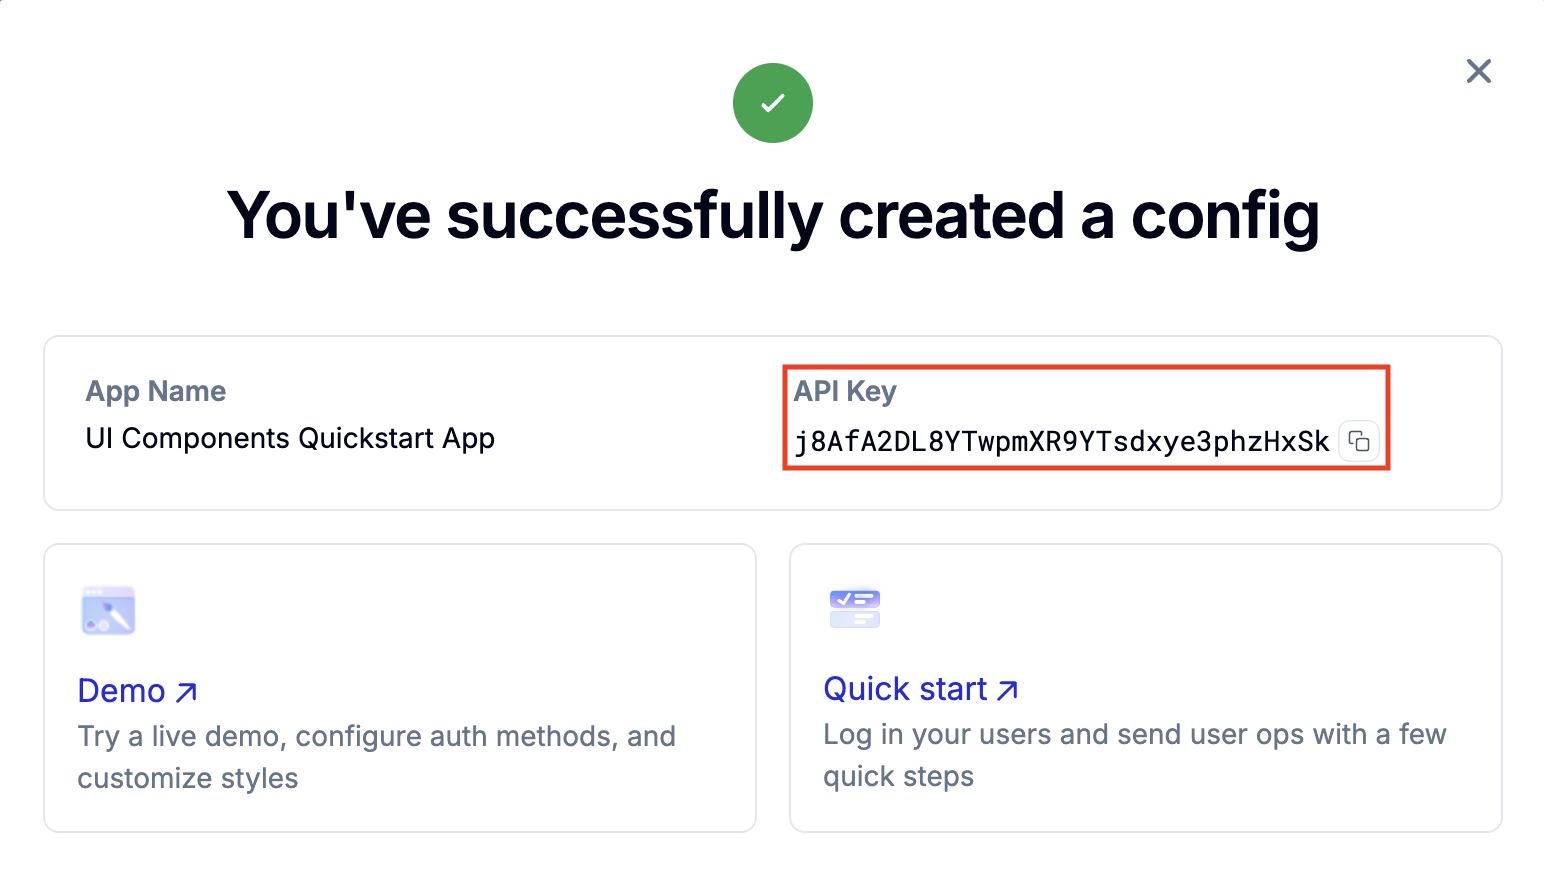 You've successfully created a config
App Name
UI Components Quickstart App
API Key
j8AfA2DL8YTwpmXR9YTsdxye3phzHxSk
Demo
Try a live demo, configure auth methods, and
customize styles
Quick start
Log in your users and send user ops with a few
quick steps